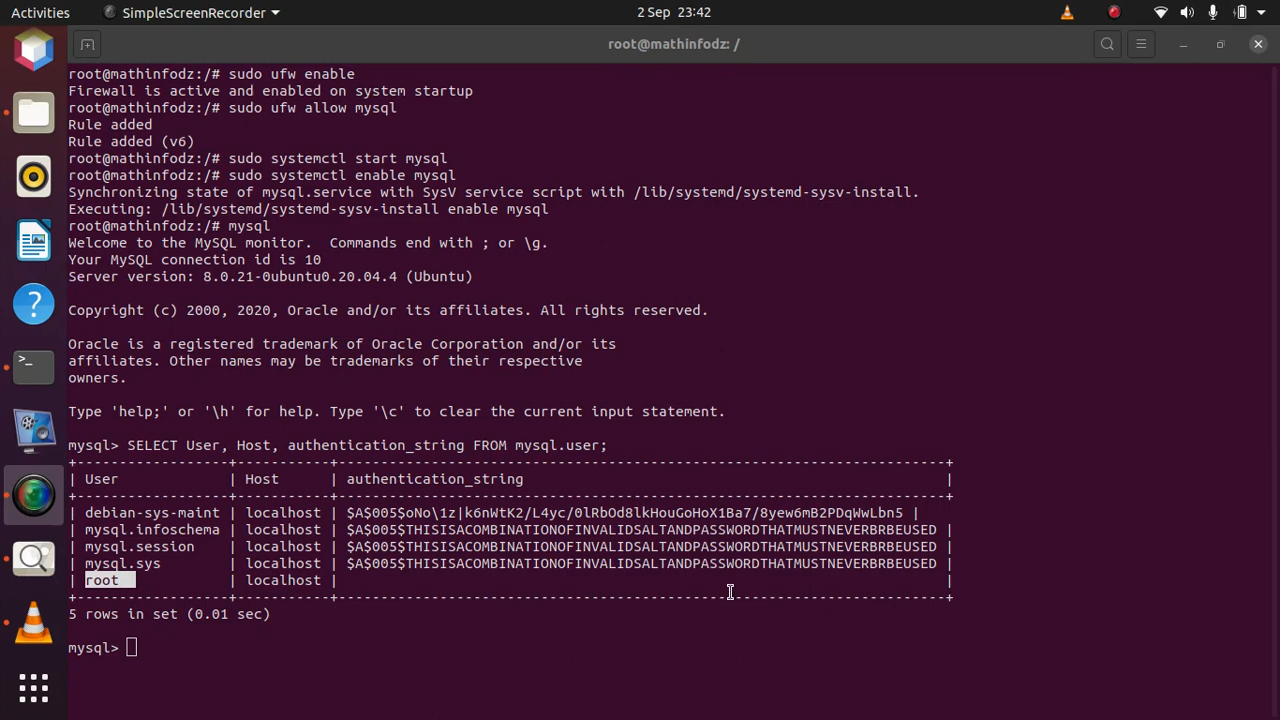 Activities
SimpleScreenRecorder
2 Sep 23:42
root@mathinfodz: /
root@mathinfodz:/# sudo ufw enable
Firewall is active and enabled on system startup
root@mathinfodz:/# sudo ufw allow mysql
Rule added
Rule added (v6)
root@mathinfodz:/# sudo systemctl start mysql
root@mathinfodz:/# sudo systemctl enable mysql
Synchronizing state of mysql.service with SysV service script with /lib/systemd/systemd-sysv-install.
Executing: /lib/systemd/systemd-sysv-install enable mysql
root@mathinfodz:/# mysql
Welcome to the MySQL monitor.  Commands end with ; or \g.
Your MySQL connection id is 10
Server version: 8.0.21-0ubuntu0.20.04.4 (Ubuntu)
Copyright (c) 2000, 2020, Oracle and/or its affiliates. All rights reserved.
Oracle is a registered trademark of Oracle Corporation and/or its
affiliates. Other names may be trademarks of their respective
owners.
Type 'help;' or '\h' for help. Type '\c' to clear the current input statement.
mysql> SELECT User, Host, authentication_string FROM mysql.user;
+------------------+-----------+------------------------------------------------------------------------+
| User             | Host      | authentication_string                                                  |
+------------------+-----------+------------------------------------------------------------------------+
| debian-sys-maint | localhost | $A$005$oNo\1z|k6nWtK2/L4yc/0lRbOd8lkHouGoHoX1Ba7/8yew6mB2PDqWwLbn5 |
| mysql.infoschema | localhost | $A$005$THISISACOMBINATIONOFINVALIDSALTANDPASSWORDTHATMUSTNEVERBRBEUSED |
| mysql.session    | localhost | $A$005$THISISACOMBINATIONOFINVALIDSALTANDPASSWORDTHATMUSTNEVERBRBEUSED |
| mysql.sys        | localhost | $A$005$THISISACOMBINATIONOFINVALIDSALTANDPASSWORDTHATMUSTNEVERBRBEUSED |
| root             | localhost |                                                                        |
+------------------+-----------+------------------------------------------------------------------------+
5 rows in set (0.01 sec)
mysql>